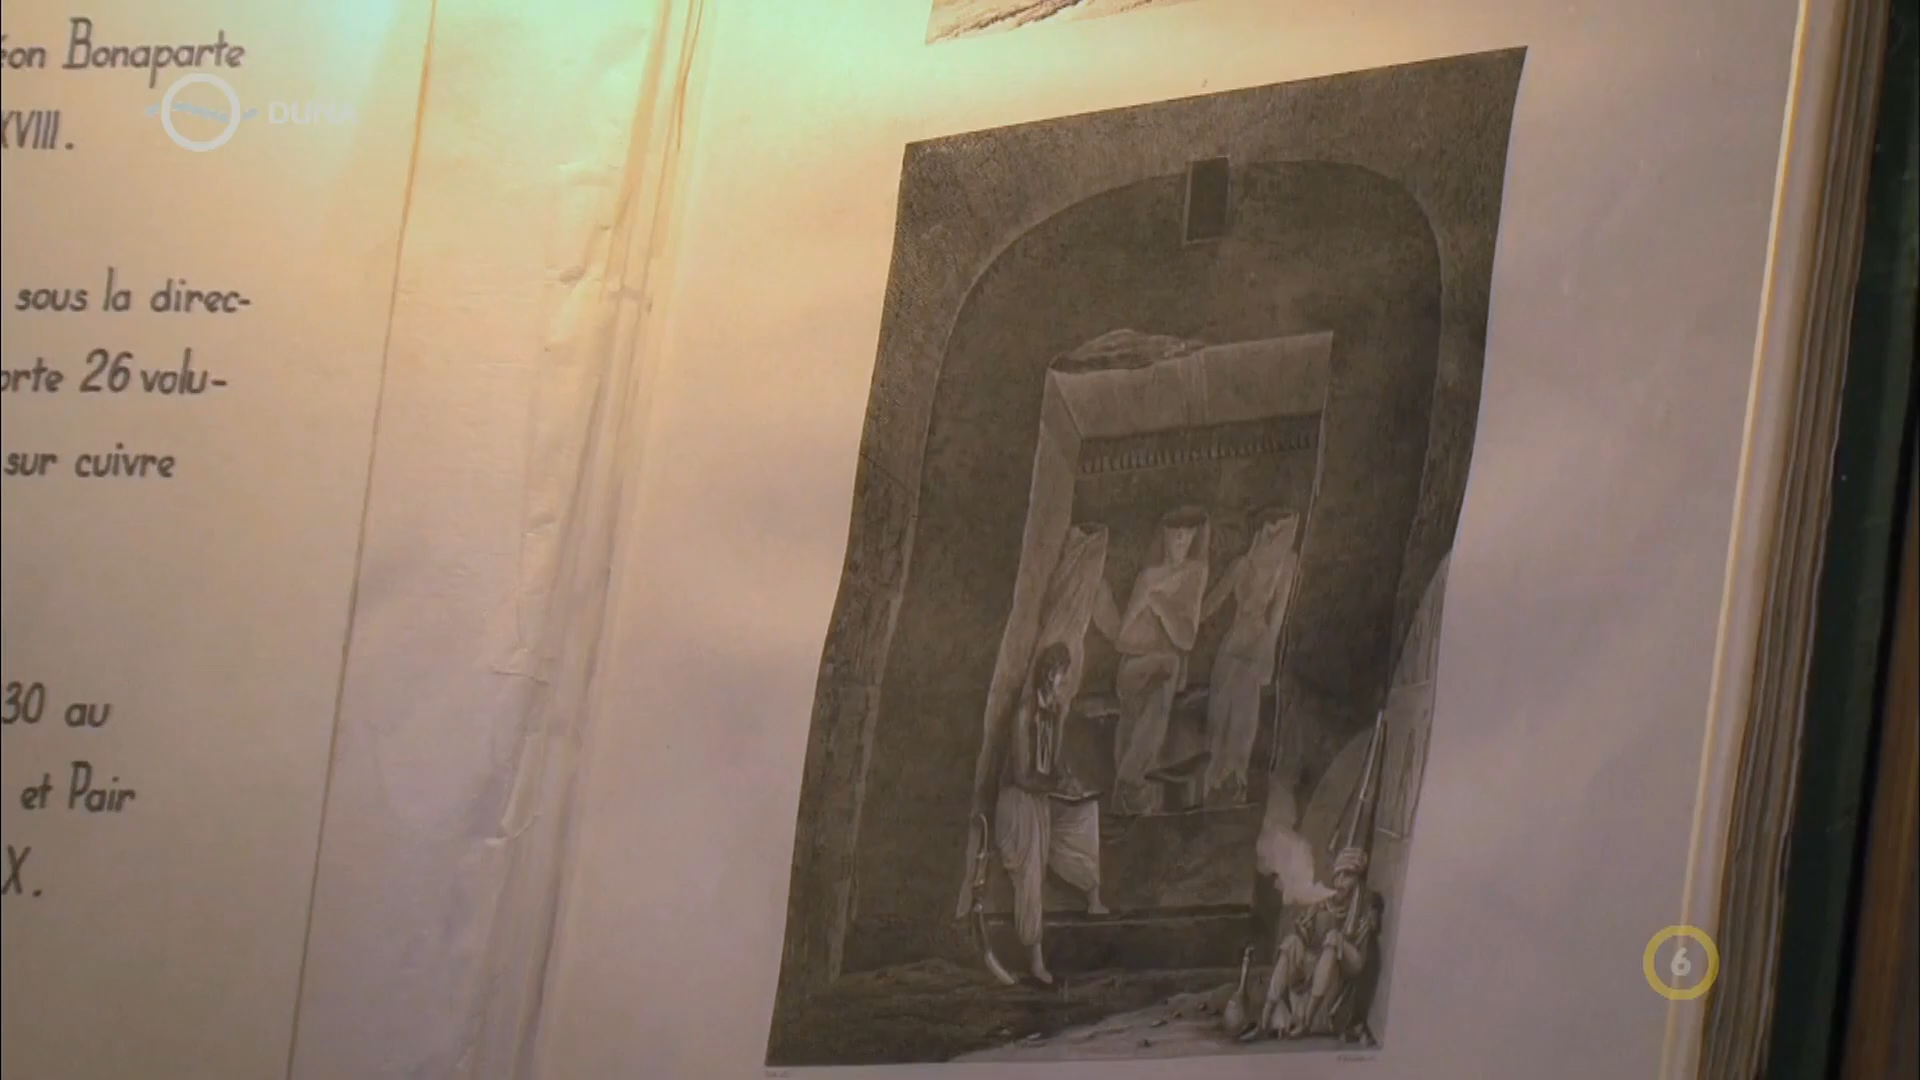 éon Bonaparte
XVIII.
DUNA
sous la direc-
orte 26 volu-
sur cuivre
30 au
et Pair
X.
6